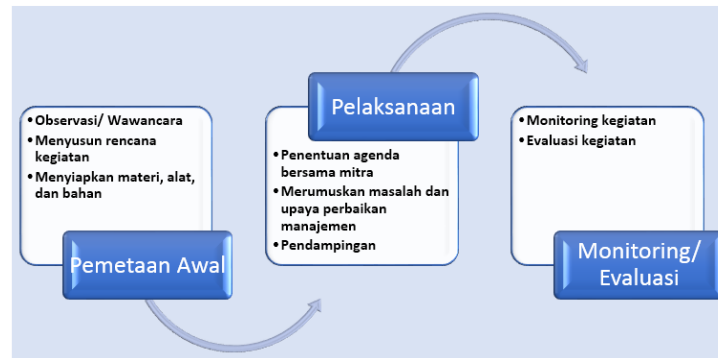 • Observasi/ Wawancara
• Menyusun rencana
kegiatan
• Menyiapkan materi, alat,
dan bahan
Pemetaan Awal
Pelaksanaan
• Penentuan agenda
bersama mitra
• Merumuskan masalah dan
upaya perbaikan
manajemen
• Pendampingan
• Monitoring kegiatan
• Evaluasi kegiatan
Monitoring/
Evaluasi